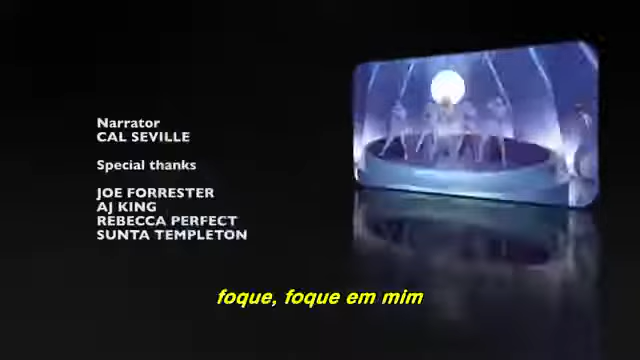 Narrator
CAL SEVILLE
Special thanks
JOE FORRESTER
AJ KING
REBECCA PERFECT
SUNTA TEMPLETON
foque, foque em mim